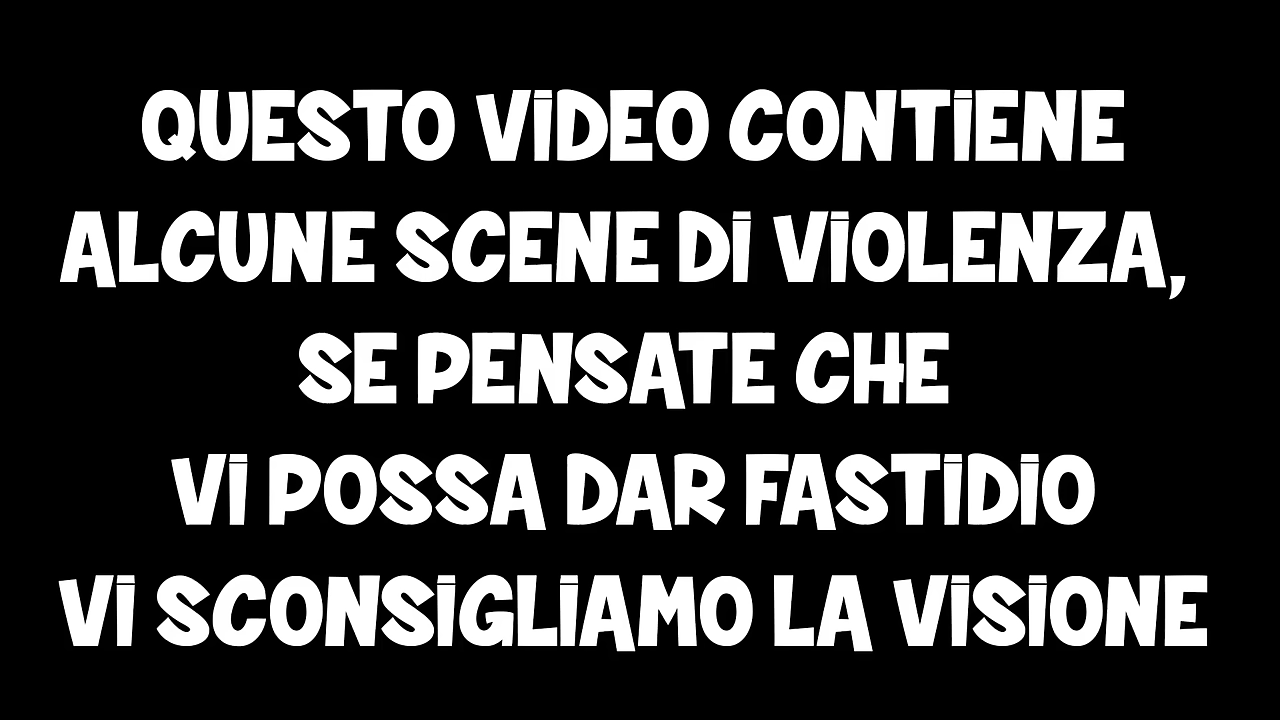 QUESTO VIDEO CONTIENE
ALCUNE SCENE DI VIOLENZA,
SE PENSATE CHE
VI POSSA DAR FASTIDIO
VI SCONSIGLIAMO LA VISIONE